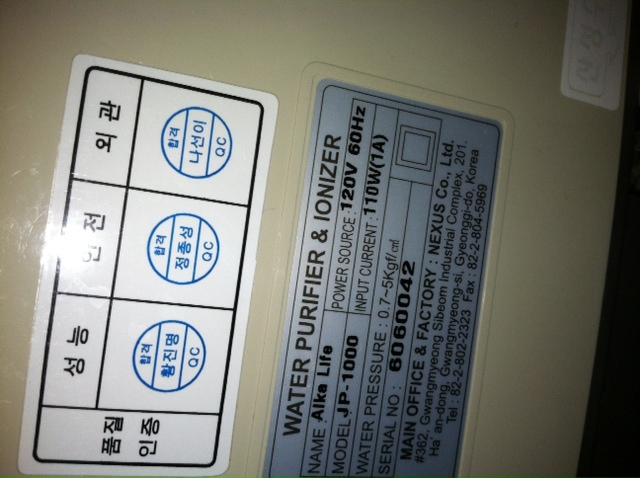 품질
인증
성능
합격
황진명
QC
안전
합격
정종성
QC
외관
합격
나선이
QC
WATER PURIFIER & IONIZER
NAME : Alka Life
MODEL : JP-1000
POWER SOURCE : 120V 60Hz
INPUT CURRENT : 110W(1A)
WATER PRESSURE : 0.7~5Kgf/㎠
SERIAL NO : 6060042
MAIN OFFICE & FACTORY : NEXUS Co., Ltd.
#362, Gwangmyeong Sibeom Industrial Complex, 201,
Ha an-dong, Gwangmyeong-si, Gyeonggi-do, Korea
Tel : 82-2-802-2323 Fax : 82-2-804-5969